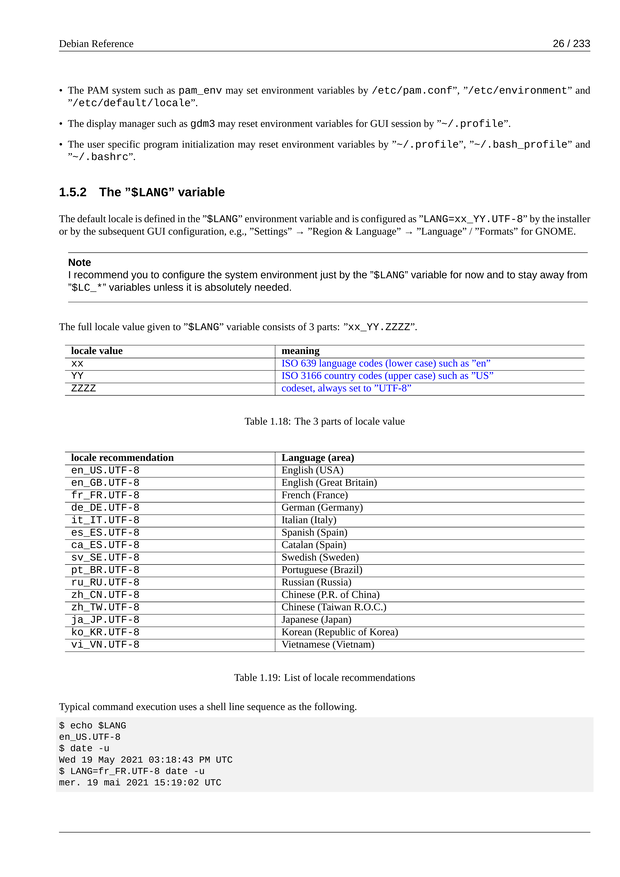 Debian Reference 26 / 233
• The PAM system such as pam_env may set environment variables by /etc/pam.conf”, ”/etc/environment” and
”/etc/default/locale”.
• The display manager such as gdm3 may reset environment variables for GUI session by ”~/.profile”.
• The user specific program initialization may reset environment variables by ”~/.profile”, ”~/.bash_profile” and
”~/.bashrc”.
1.5.2 The ”$LANG” variable
The default locale is defined in the ”$LANG” environment variable and is configured as ”LANG=xx_YY.UTF-8” by the installer
or by the subsequent GUI configuration, e.g., ”Settings” → ”Region & Language” → ”Language” / ”Formats” for GNOME.
Note
I recommend you to configure the system environment just by the ”$LANG” variable for now and to stay away from
”$LC_*” variables unless it is absolutely needed.
The full locale value given to ”$LANG” variable consists of 3 parts: ”xx_YY.ZZZZ”.
locale value meaning
xx ISO 639 language codes (lower case) such as ”en”
YY ISO 3166 country codes (upper case) such as ”US”
ZZZZ codeset, always set to ”UTF-8”
Table 1.18: The 3 parts of locale value
locale recommendation Language (area)
en_US.UTF-8 English (USA)
en_GB.UTF-8 English (Great Britain)
fr_FR.UTF-8 French (France)
de_DE.UTF-8 German (Germany)
it_IT.UTF-8 Italian (Italy)
es_ES.UTF-8 Spanish (Spain)
ca_ES.UTF-8 Catalan (Spain)
sv_SE.UTF-8 Swedish (Sweden)
pt_BR.UTF-8 Portuguese (Brazil)
ru_RU.UTF-8 Russian (Russia)
zh_CN.UTF-8 Chinese (P.R. of China)
zh_TW.UTF-8 Chinese (Taiwan R.O.C.)
ja_JP.UTF-8 Japanese (Japan)
ko_KR.UTF-8 Korean (Republic of Korea)
vi_VN.UTF-8 Vietnamese (Vietnam)
Table 1.19: List of locale recommendations
Typical command execution uses a shell line sequence as the following.
$ echo $LANG
en_US.UTF-8
$ date -u
Wed 19 May 2021 03:18:43 PM UTC
$ LANG=fr_FR.UTF-8 date -u
mer. 19 mai 2021 15:19:02 UTC